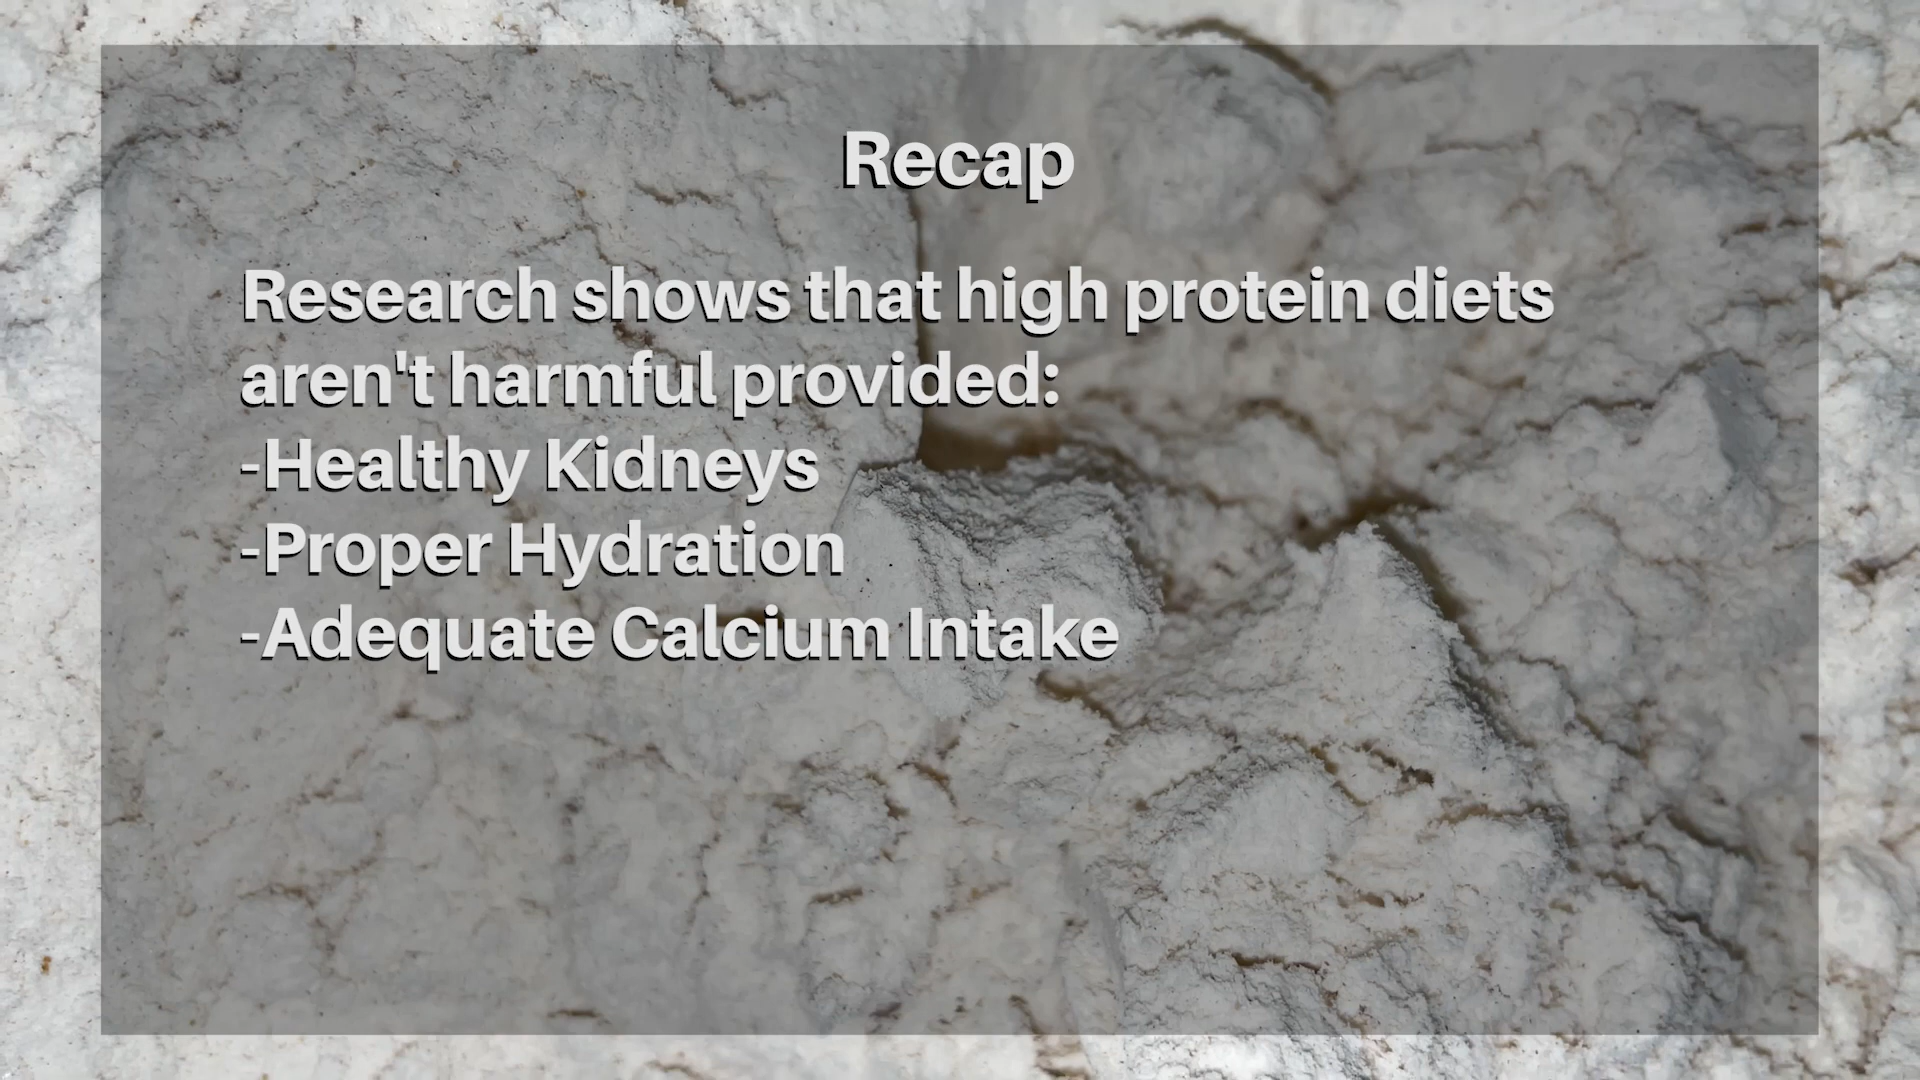 Recap
Research shows that high protein diets
aren't harmful provided:
-Healthy Kidneys
-Proper Hydration
-Adequate Calcium Intake